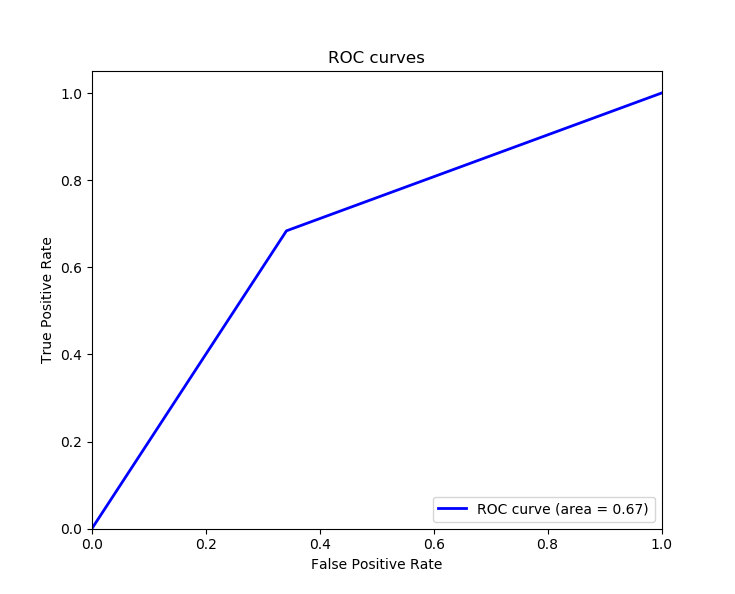 ROC curves
1.0
0.8
0.6
0.4
0.2
0.0
True Positive Rate
ROC curve (area = 0.67)
0.0 0.2 0.4 0.6 0.8 1.0
False Positive Rate